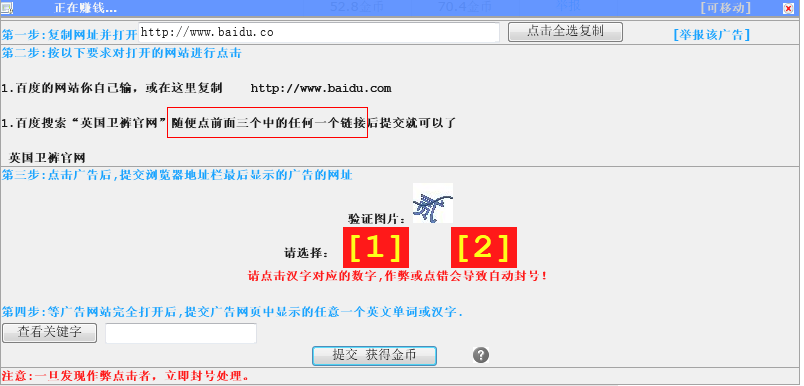 正在赚钱...
52.8金币
70.4金币
举报
[可移动]
第一步:复制网址并打开 http://www.baidu.co 点击全选复制 [举报该广告]
第二步:按以下要求对打开的网站进行点击
1.百度的网站你自己输，或在这里复制 http://www.baidu.com
1.百度搜索“英国卫裤官网”随便点前面三个中的任何一个链接后提交就可以了
英国卫裤官网
第三步:点击广告后,提交浏览器地址栏最后显示的广告的网址
验证图片:
请选择: [1] [2]
请点击汉字对应的数字,作弊或点错会导致自动封号!
第四步:等广告网站完全打开后,提交广告网页中显示的任意一个英文单词或汉字.
查看关键字
提交 获得金币 ?
注意:一旦发现作弊点击者，立即封号处理。